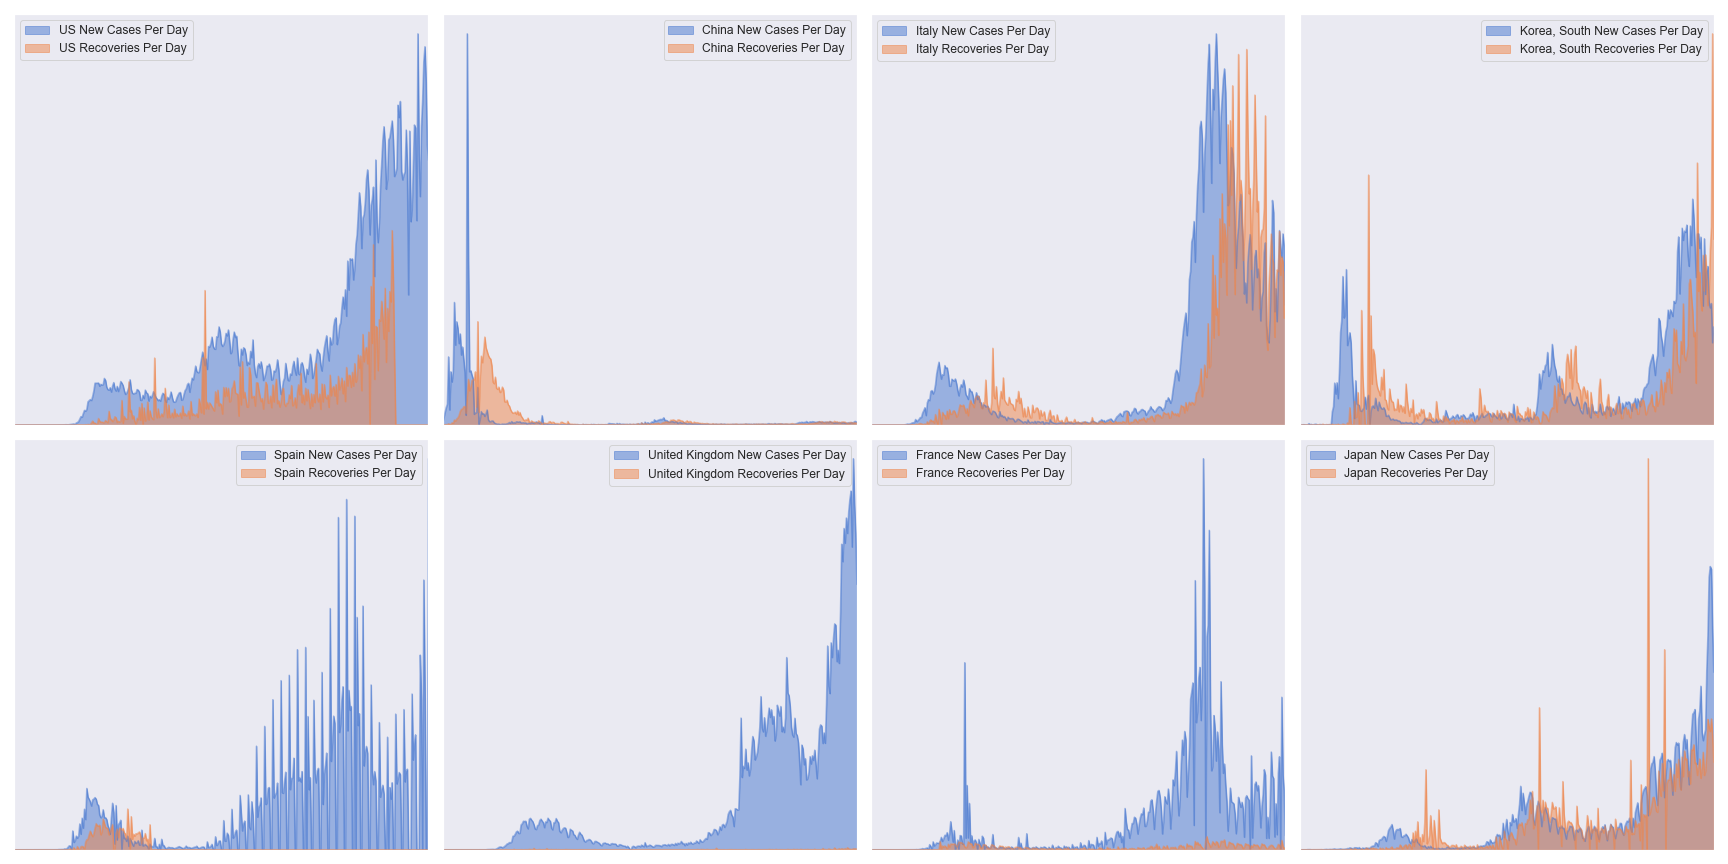 US New Cases Per Day
US Recoveries Per Day
China New Cases Per Day
China Recoveries Per Day
Italy New Cases Per Day
Italy Recoveries Per Day
Korea, South New Cases Per Day
Korea, South Recoveries Per Day
Spain New Cases Per Day
Spain Recoveries Per Day
United Kingdom New Cases Per Day
United Kingdom Recoveries Per Day
France New Cases Per Day
France Recoveries Per Day
Japan New Cases Per Day
Japan Recoveries Per Day